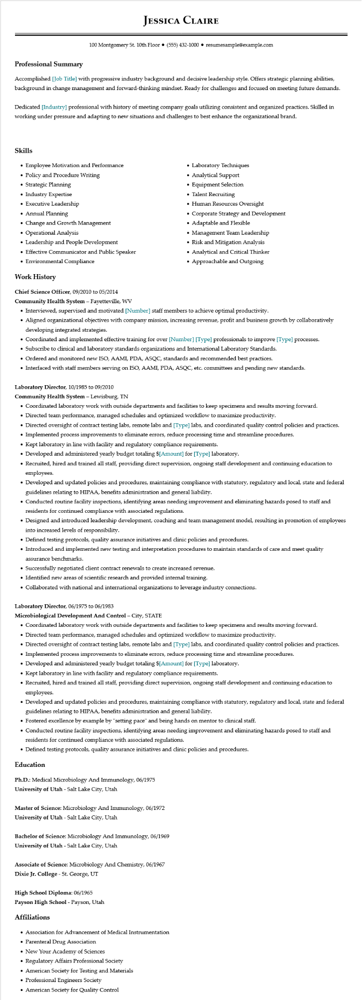 Jessica Claire
100 Montgomery St. 10th Floor ● (555) 432-1000 ● resumesample@example.com
Professional Summary
Accomplished [Job Title] with progressive industry background and decisive leadership style. Offers strategic planning abilities,
background in change management and forward-thinking mindset. Ready for challenges and focused on meeting future demands.
Dedicated [Industry] professional with history of meeting company goals utilizing consistent and organized practices. Skilled in
working under pressure and adapting to new situations and challenges to best enhance the organizational brand.
Skills
• Employee Motivation and Performance
• Policy and Procedure Writing
• Strategic Planning
• Industry Expertise
• Executive Leadership
• Annual Planning
• Change and Growth Management
• Operational Analysis
• Leadership and People Development
• Effective Communicator and Public Speaker
• Environmental Compliance
• Laboratory Techniques
• Analytical Support
• Equipment Selection
• Talent Recruiting
• Human Resources Oversight
• Corporate Strategy and Development
• Adaptable and Flexible
• Management Team Leadership
• Risk and Mitigation Analysis
• Analytical and Critical Thinker
• Approachable and Outgoing
Work History
Chief Science Officer, 09/2010 to 05/2014
Community Health System – Fayetteville, WV
• Interviewed, supervised and motivated [Number] staff members to achieve optimal productivity.
• Aligned organizational objectives with company mission, increasing revenue, profit and business growth by collaboratively
developing integrated strategies.
• Coordinated and implemented effective training for over [Number] [Type] professionals to improve [Type] processes.
• Subscribe to clinical and laboratory standards organizations and International Laboratory Standards.
• Ordered and monitored new ISO, AAMI, PDA, ASQC, standards and recommended best practices.
• Interfaced with staff members serving on ISO, AAMI, PDA, ASQC, etc. committees and pending new standards.
Laboratory Director, 10/1985 to 09/2010
Community Health System – Lewisburg, TN
• Coordinated laboratory work with outside departments and facilities to keep specimens and results moving forward.
• Directed team performance, managed schedules and optimized workflow to maximize productivity.
• Directed oversight of contract testing labs, remote labs and [Type] labs, and coordinated quality control policies and practices.
• Implemented process improvements to eliminate errors, reduce processing time and streamline procedures.
• Kept laboratory in line with facility and regulatory compliance requirements.
• Developed and administered yearly budget totaling $[Amount] for [Type] laboratory.
• Recruited, hired and trained all staff, providing direct supervision, ongoing staff development and continuing education to
employees.
• Developed and updated policies and procedures, maintaining compliance with statutory, regulatory and local, state and federal
guidelines relating to HIPAA, benefits administration and general liability.
• Conducted routine facility inspections, identifying areas needing improvement and eliminating hazards posed to staff and
residents for continued compliance with associated regulations.
• Designed and introduced leadership development, coaching and team management model, resulting in promotion of employees
into increased levels of responsibility.
• Defined testing protocols, quality assurance initiatives and clinic policies and procedures.
• Introduced and implemented new testing and interpretation procedures to maintain standards of care and meet quality
assurance benchmarks.
• Successfully negotiated client contract renewals to create increased revenue.
• Identified new areas of scientific research and provided internal training.
• Collaborated with national and international organizations to leverage industry connections.
Laboratory Director, 06/1975 to 06/1983
Microbiological Development And Control – City, STATE
• Coordinated laboratory work with outside departments and facilities to keep specimens and results moving forward.
• Directed team performance, managed schedules and optimized workflow to maximize productivity.
• Directed oversight of contract testing labs, remote labs and [Type] labs, and coordinated quality control policies and practices.
• Implemented process improvements to eliminate errors, reduce processing time and streamline procedures.
• Developed and administered yearly budget totaling $[Amount] for [Type] laboratory.
• Kept laboratory in line with facility and regulatory compliance requirements.
• Recruited, hired and trained all staff, providing direct supervision, ongoing staff development and continuing education to
employees.
• Developed and updated policies and procedures, maintaining compliance with statutory, regulatory and local, state and federal
guidelines relating to HIPAA, benefits administration and general liability.
• Fostered excellence by example by "setting pace" and being hands on mentor to clinical staff.
• Conducted routine facility inspections, identifying areas needing improvement and eliminating hazards posed to staff and
residents for continued compliance with associated regulations.
• Defined testing protocols, quality assurance initiatives and clinic policies and procedures.
Education
Ph.D.: Medical Microbiology And Immunology, 06/1975
University of Utah - Salt Lake City, Utah
Master of Science: Microbiology And Immunology, 06/1972
University of Utah - Salt Lake City, Utah
Bachelor of Science: Microbiology And Immunology, 06/1969
University of Utah - Salt Lake City, Utah
Associate of Science: Microbiology And Chemistry, 06/1967
Dixie Jr. College - St. George, UT
High School Diploma: 06/1965
Payson High School - Payson, Utah
Affiliations
• Association for Advancement of Medical Instrumentation
• Parenteral Drug Association
• New Your Academy of Sciences
• Regulatory Affairs Professional Society
• American Society for Testing and Materials
• Professional Engineers Society
• American Society for Quality Control